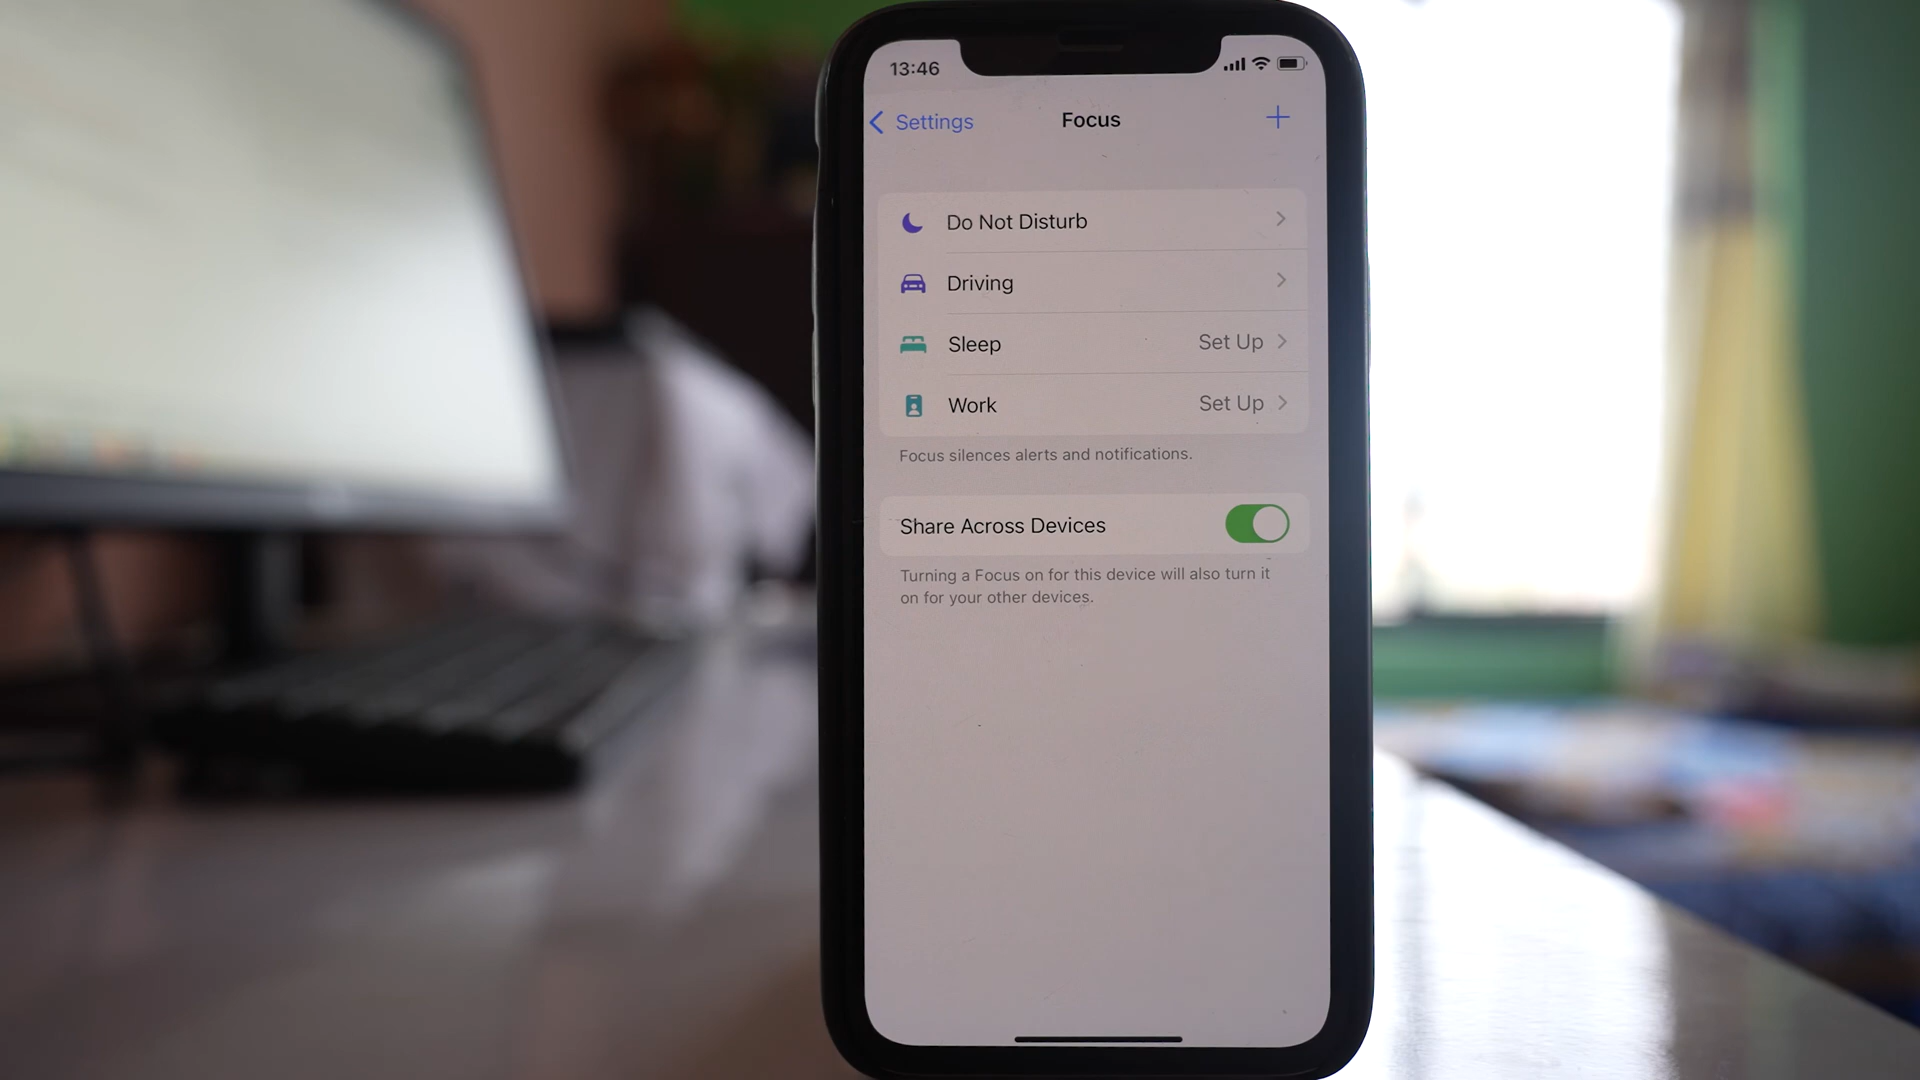 13:46
Settings
Focus
Do Not Disturb
Driving
Sleep Set Up
Work Set Up
Focus silences alerts and notifications.
Share Across Devices
Turning a Focus on for this device will also turn it
on for your other devices.